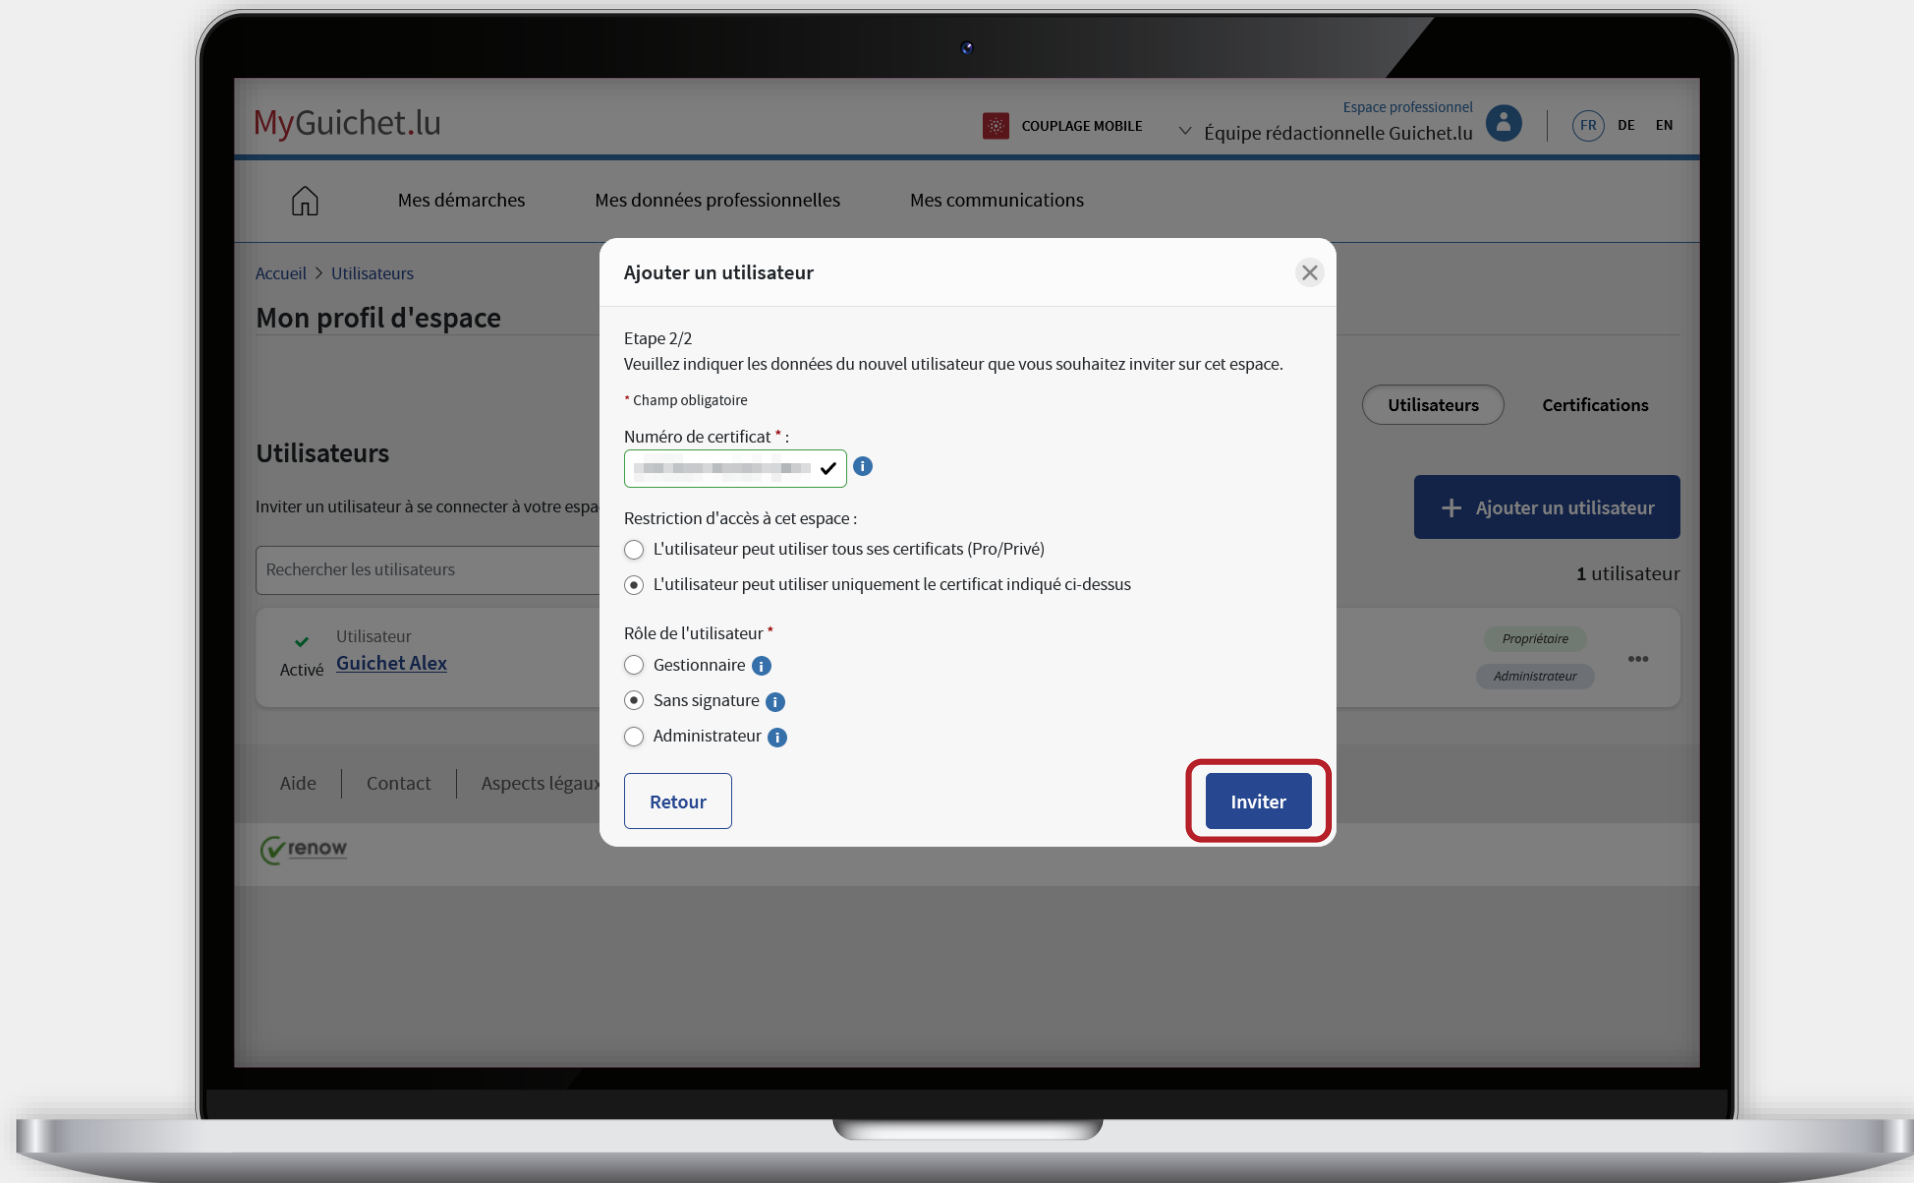 MyGuichet.lu
COUPLAGE MOBILE
Espace professionnel
Équipe rédactionnelle Guichet.lu
FR DE EN
Mes démarches Mes données professionnelles Mes communications
Accueil > Utilisateurs
Mon profil d'espace
Utilisateurs Certifications
Utilisateurs
Inviter un utilisateur à se connecter à votre espa
+ Ajouter un utilisateur
Rechercher les utilisateurs
1 utilisateur
Activé
Utilisateur
Guichet Alex
Propriétaire
Administrateur
Ajouter un utilisateur
Etape 2/2
Veuillez indiquer les données du nouvel utilisateur que vous souhaitez inviter sur cet espace.
* Champ obligatoire
Numéro de certificat * :
Restriction d'accès à cet espace :
L'utilisateur peut utiliser tous ses certificats (Pro/Privé)
L'utilisateur peut utiliser uniquement le certificat indiqué ci-dessus
Rôle de l'utilisateur *
Gestionnaire
Sans signature
Administrateur
Retour Inviter
Aide Contact Aspects légaux
renow